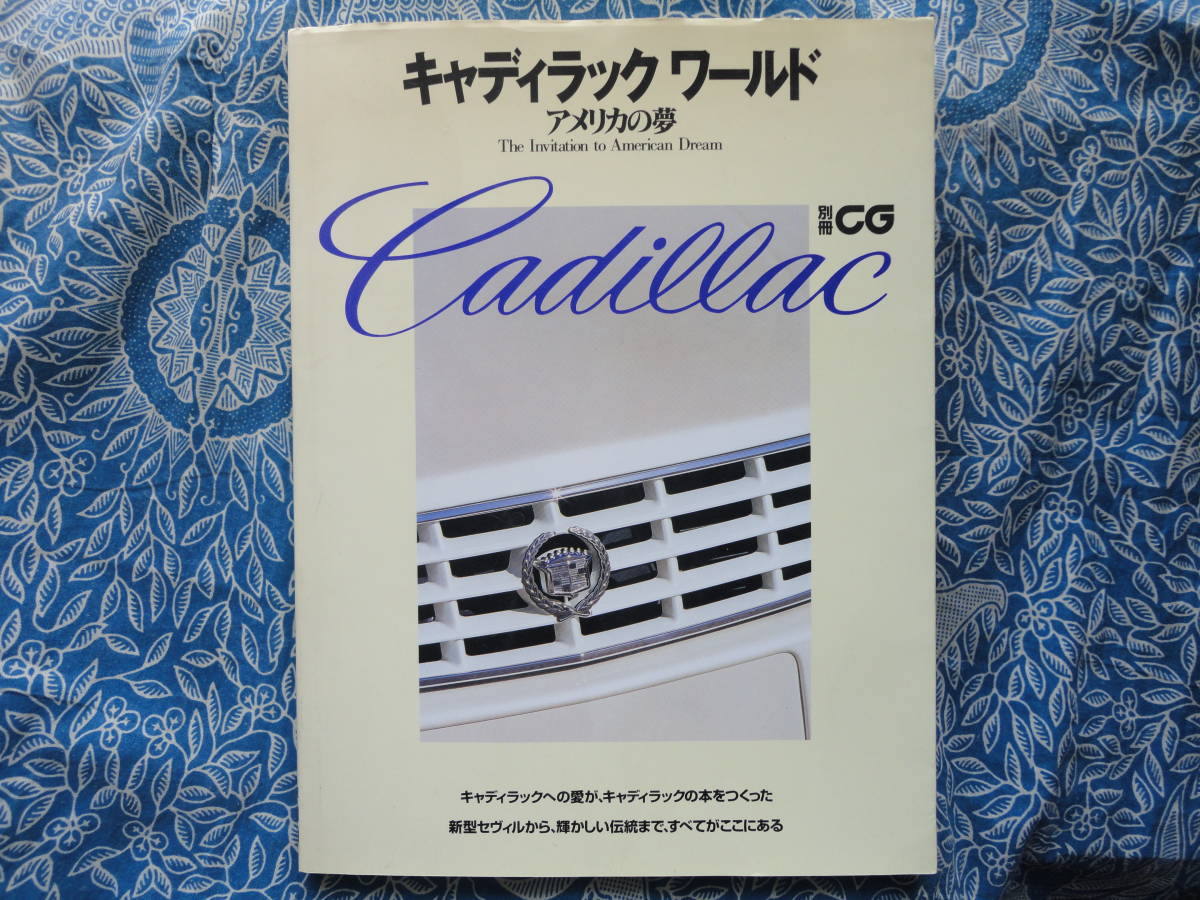 キャディラック ワールド
アメリカの夢
The Invitation to American Dream
別冊 CG
Cadillac
キャディラックへの愛が、キャディラックの本をつくった
新型セヴィルから、輝かしい伝統まで、すべてがここにある